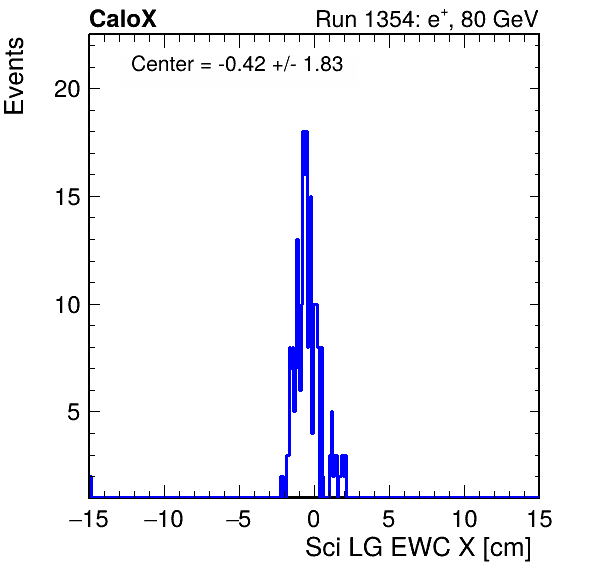 CaloX Run 1354: e⁺, 80 GeV
Center = -0.42 +/- 1.83
Events
20
15
10
5
−15 −10 −5 0 5 10 15
Sci LG EWC X [cm]